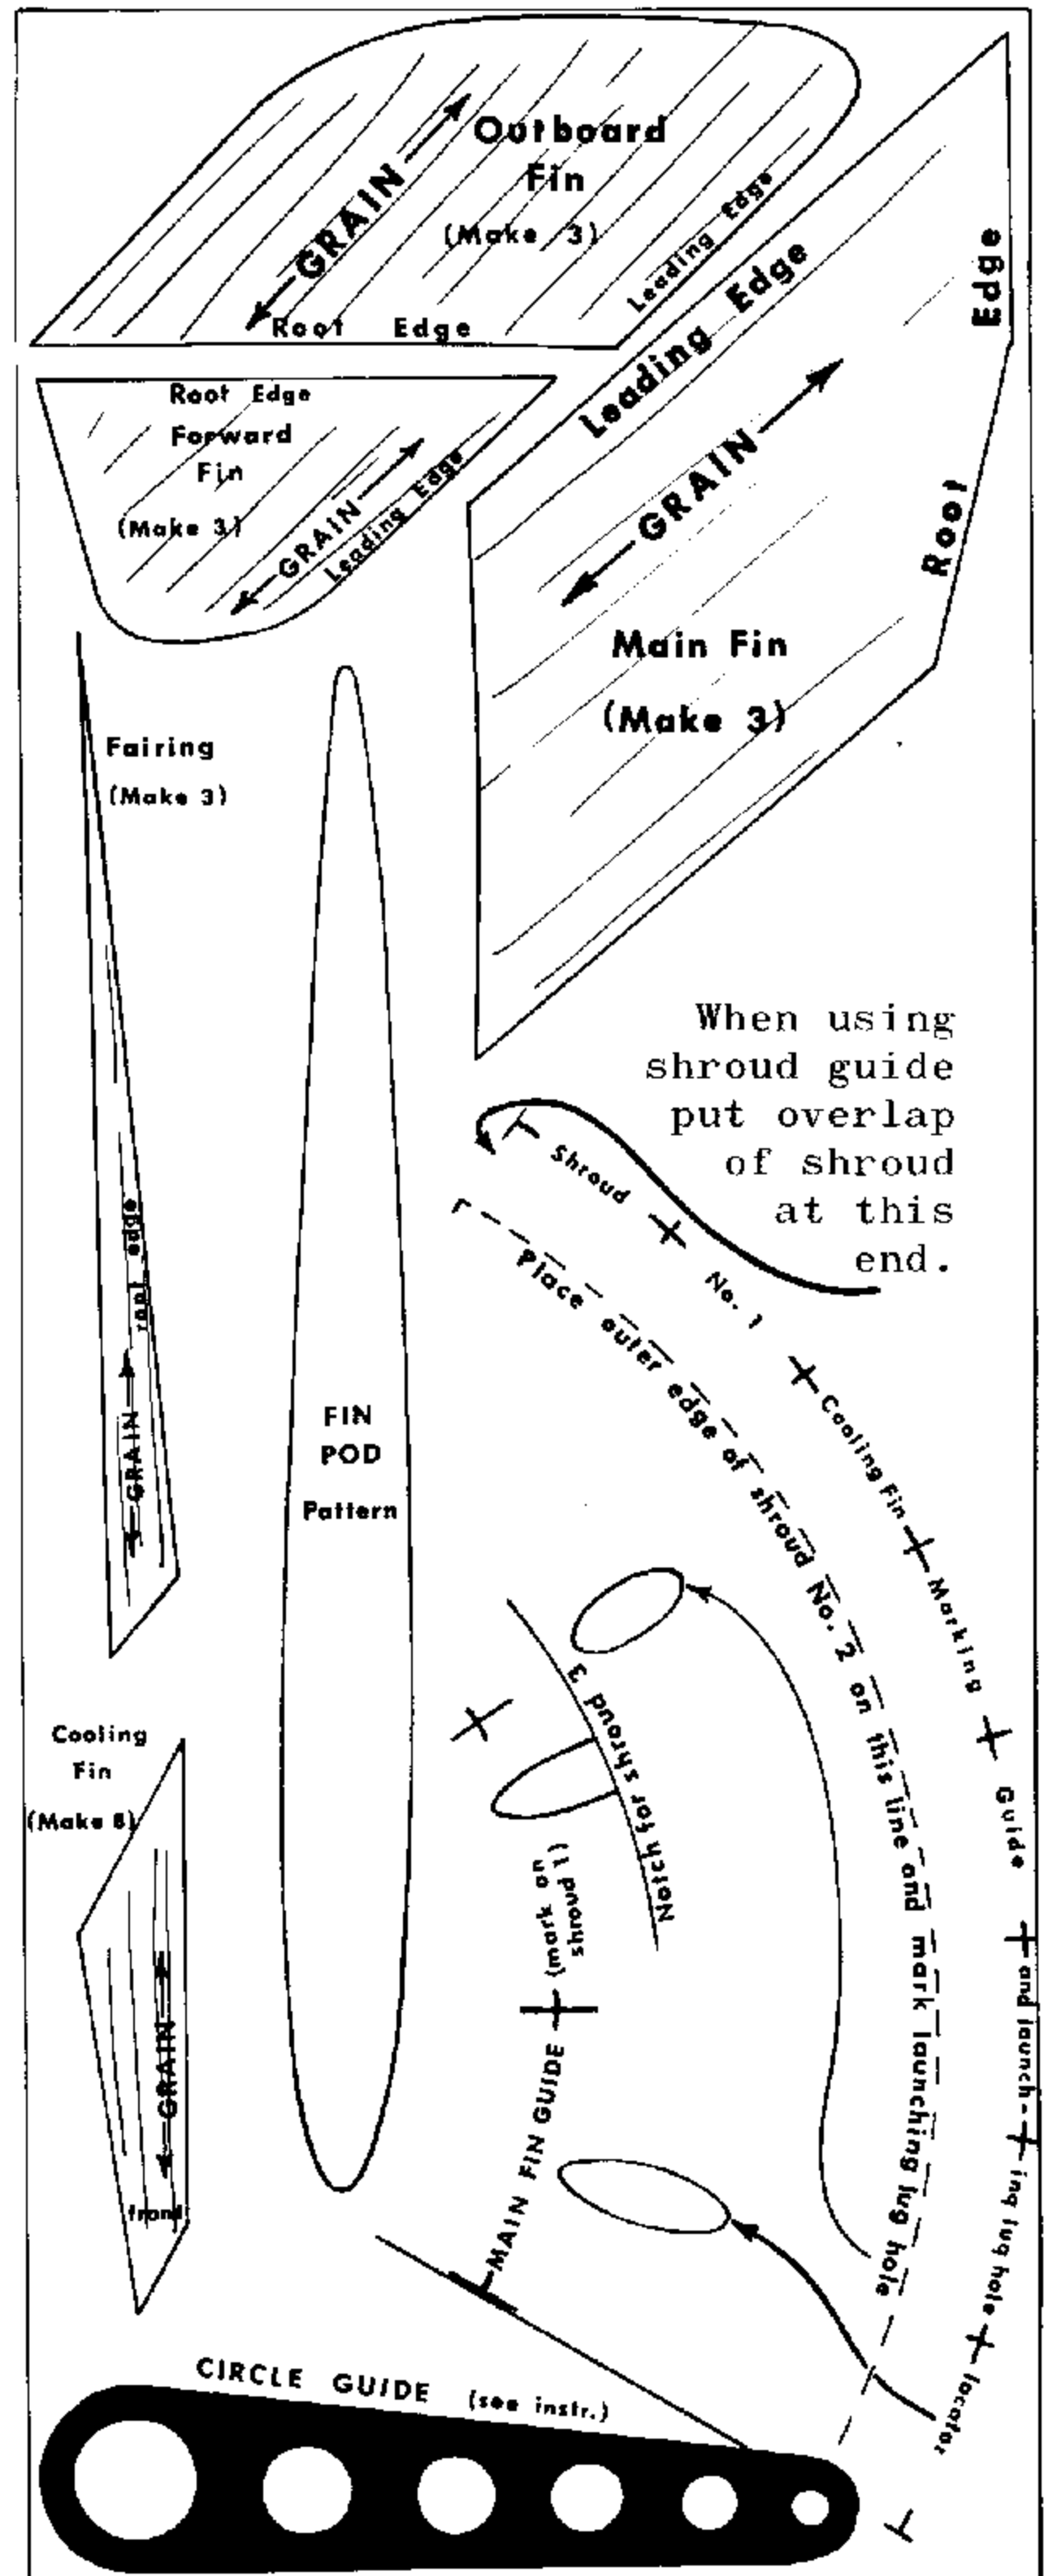 Outboard
Fin
(Make 3)
GRAIN
Leading Edge
Root Edge
Root Edge
Forward
Fin
(Make 3)
GRAIN
Leading Edge
Leading Edge
GRAIN
Root Edge
Main Fin
(Make 3)
Fairing
(Make 3)
root edge
GRAIN
FIN
POD
Pattern
When using
shroud guide
put overlap
of shroud
at this
end.
Shroud No. 1 Cooling Fin Marking Guide and launch-ing lug hole locator
Place outer edge of shroud No. 2 on this line and mark launching lug hole
Notch for shroud 3
(mark on
shroud 1)
MAIN FIN GUIDE
Cooling
Fin
(Make 8)
GRAIN
front
CIRCLE GUIDE (see instr.)